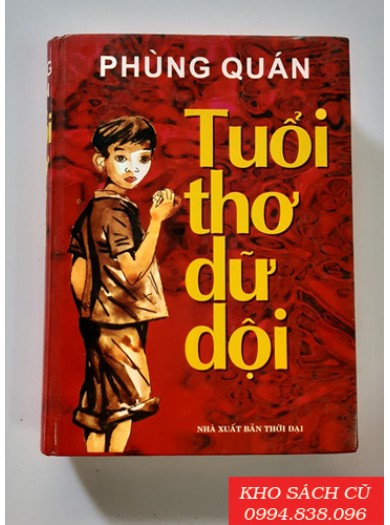 PHÙNG QUÁN
Tuổi
thơ
dữ
dội
NHÀ XUẤT BẢN THỜI ĐẠI
KHO SÁCH CŨ
0994.838.096